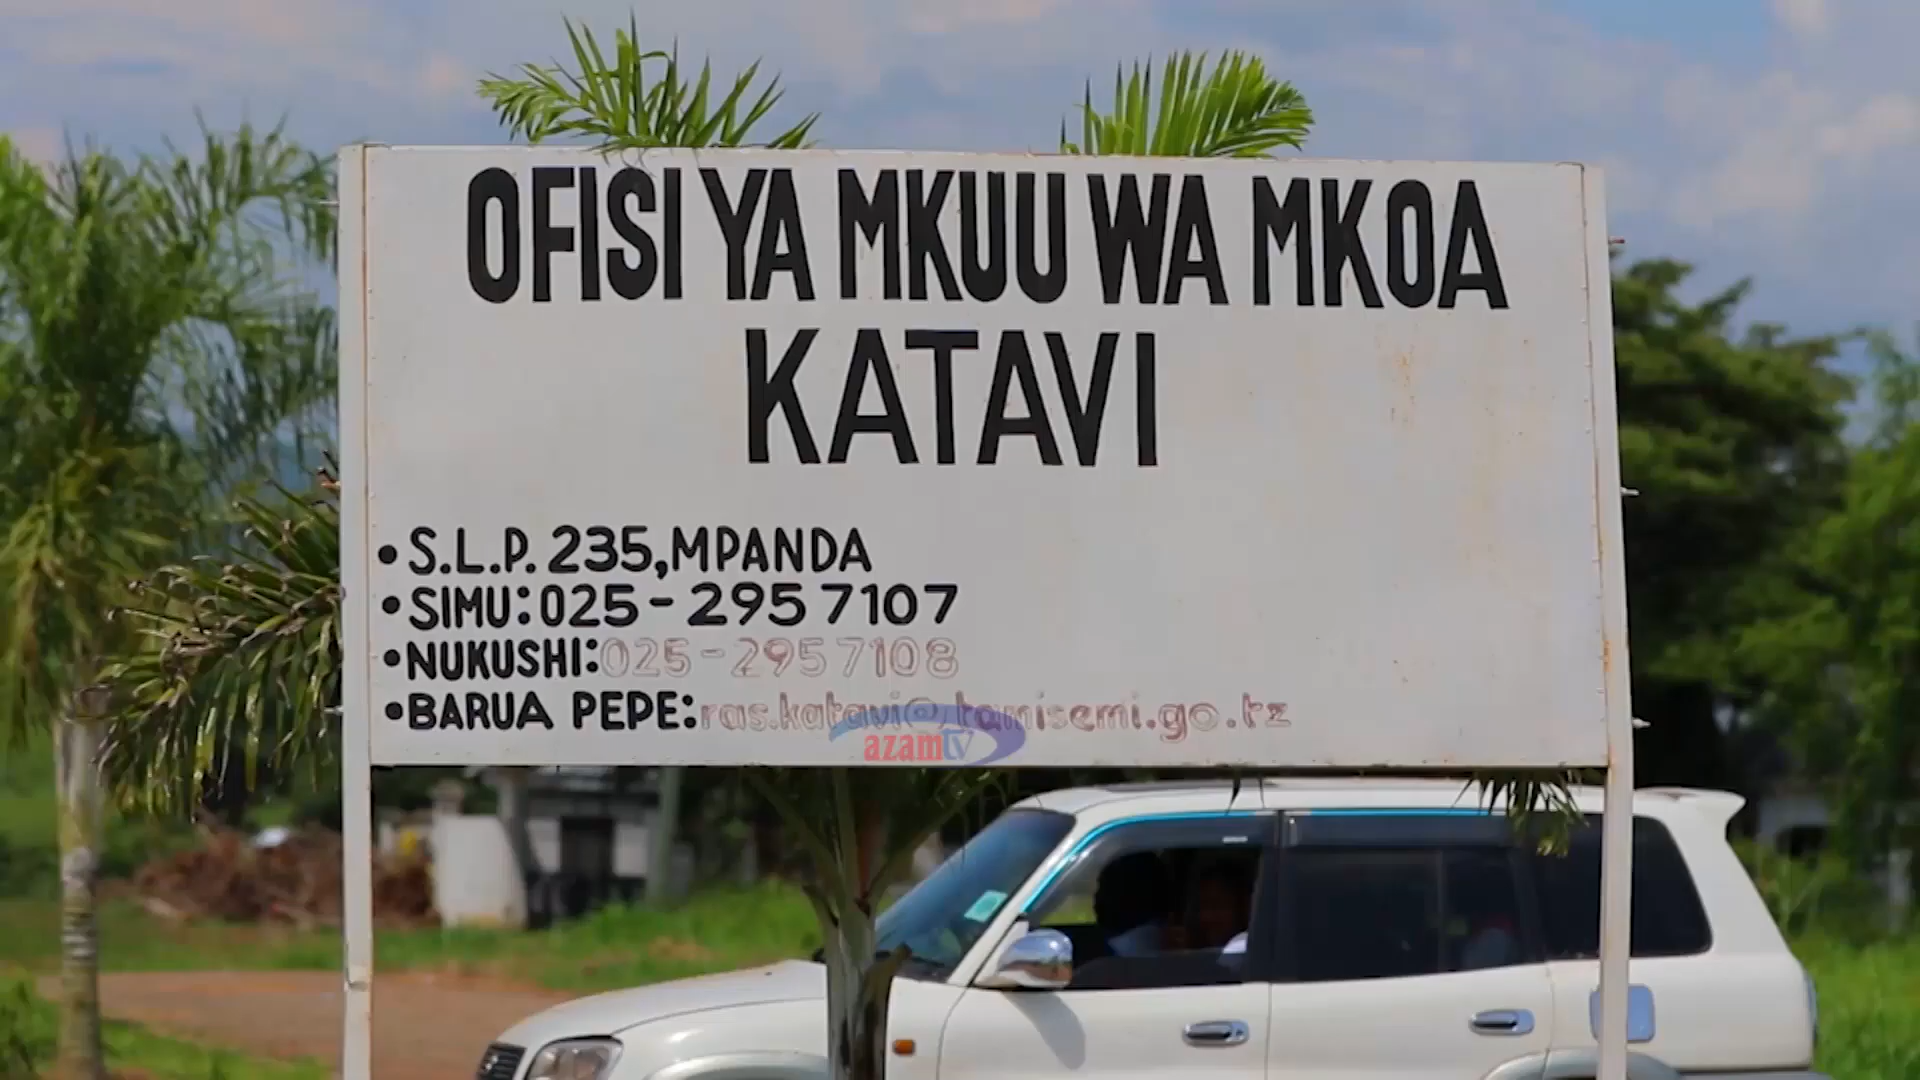 OFISI YA MKUU WA MKOA
KATAVI
• S.L.P. 235, MPANDA
• SIMU: 025 - 295 7107
• NUKUSHI: 025 - 295 7108
• BARUA PEPE: ras.katavi@tamisemi.go.tz
azamtv